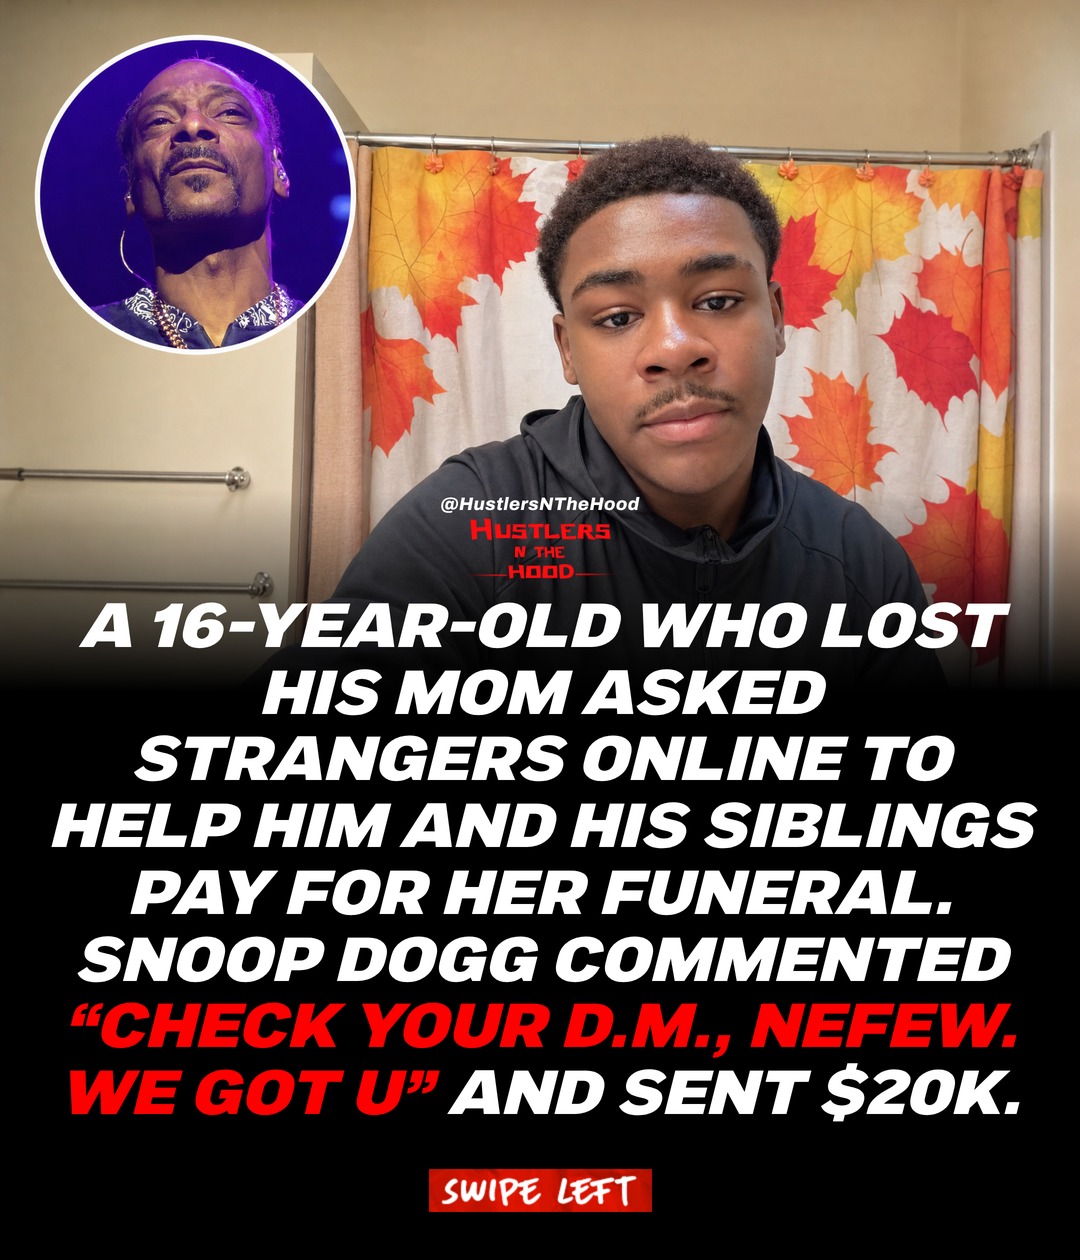 @HustlersNTheHood
HUSTLERS
N THE
HOOD
A 16-YEAR-OLD WHO LOST
HIS MOM ASKED
STRANGERS ONLINE TO
HELP HIM AND HIS SIBLINGS
PAY FOR HER FUNERAL.
SNOOP DOGG COMMENTED
“CHECK YOUR D.M., NEFEW.
WE GOT U” AND SENT $20K.
SWIPE LEFT